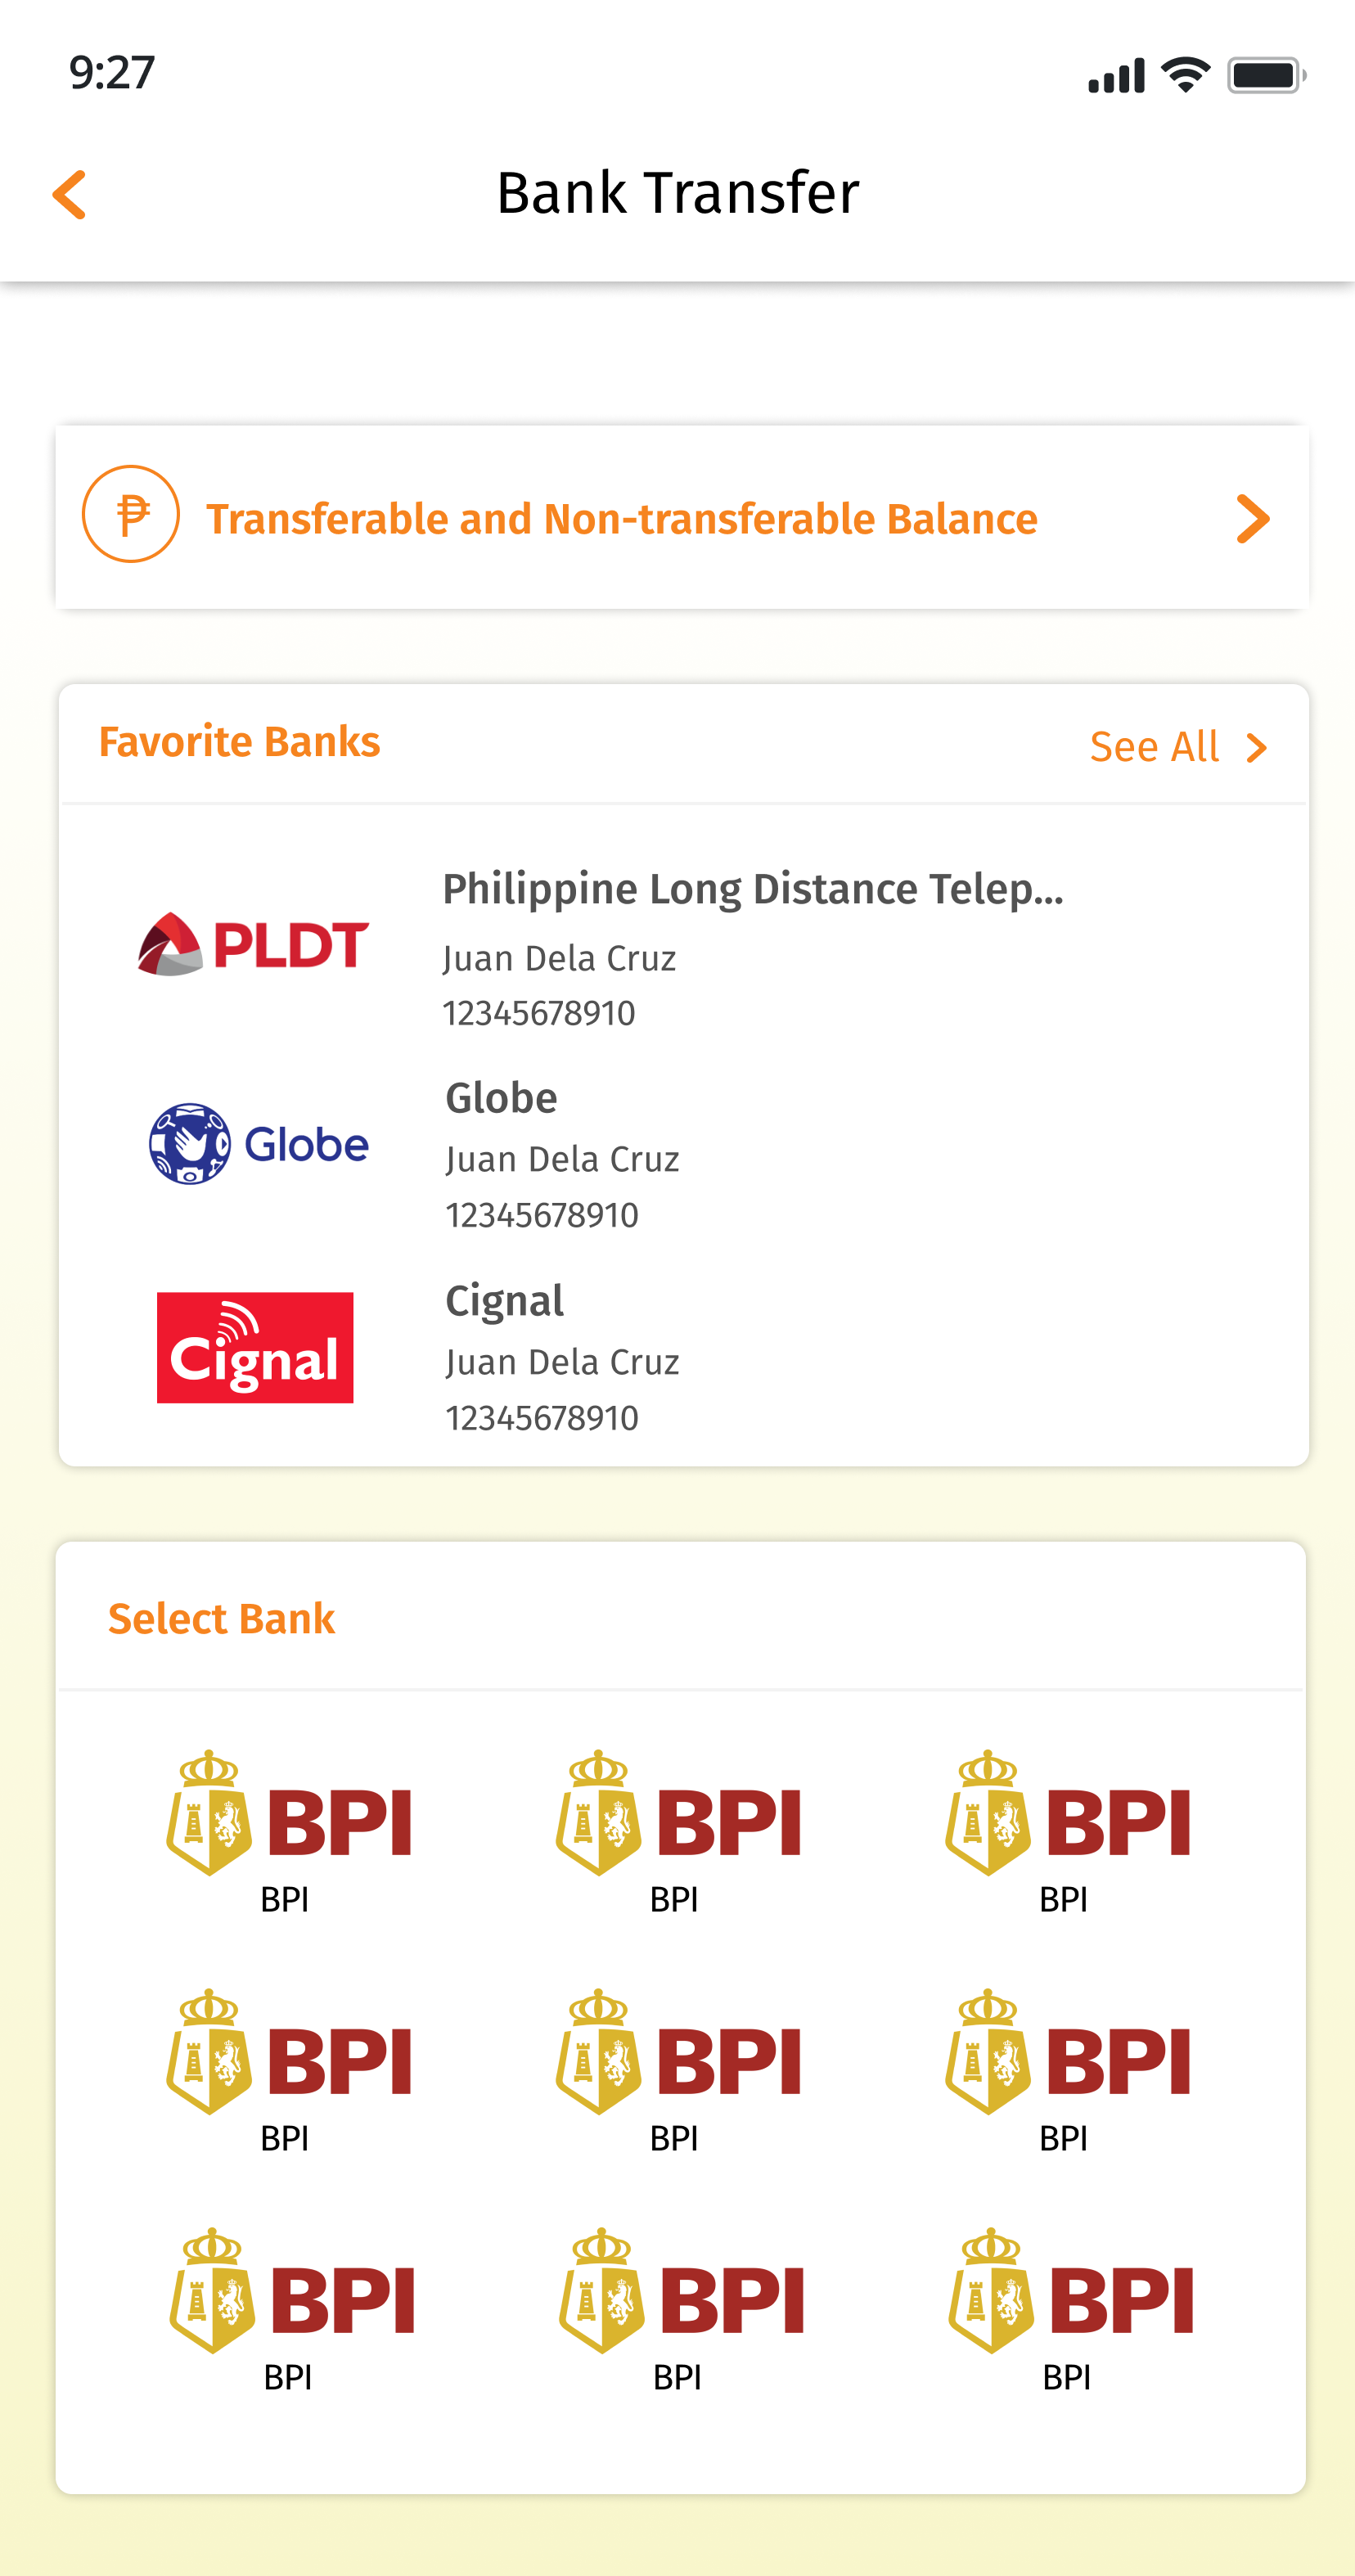 9:27
Bank Transfer
₱ Transferable and Non-transferable Balance
Favorite Banks
See All
PLDT
Philippine Long Distance Telep...
Juan Dela Cruz
12345678910
Globe
Globe
Juan Dela Cruz
12345678910
Cignal
Cignal
Juan Dela Cruz
12345678910
Select Bank
BPI BPI BPI
BPI BPI BPI
BPI BPI BPI
BPI BPI BPI
BPI BPI BPI
BPI BPI BPI